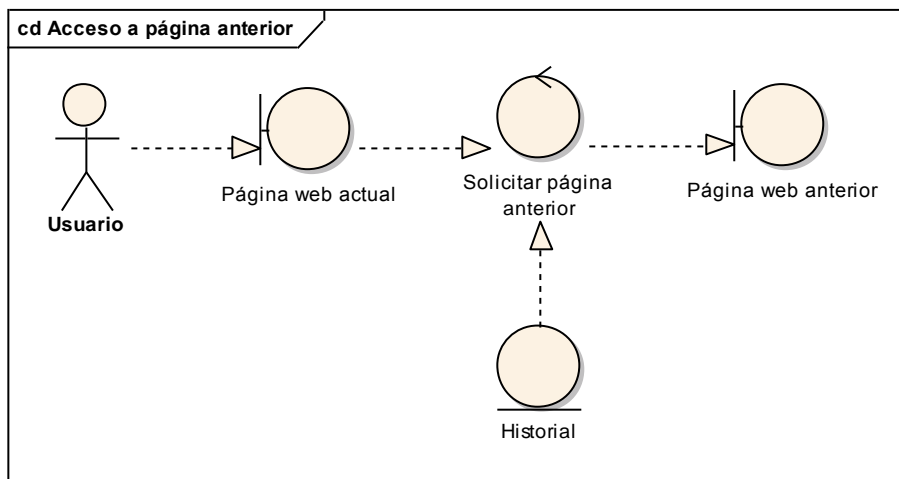 cd Acceso a página anterior
Usuario
Página web actual
Solicitar página
anterior
Página web anterior
Historial